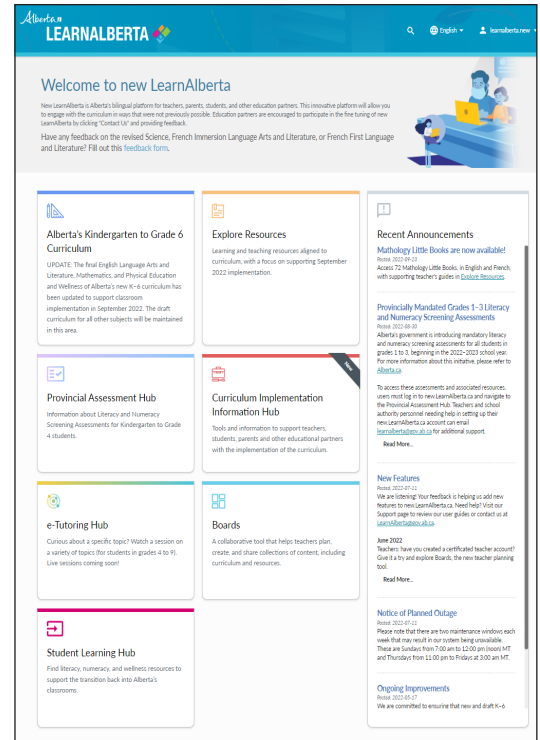 Alberta
LEARNALBERTA
English
learnalberta.new
Welcome to new LearnAlberta
New LearnAlberta is Alberta's bilingual platform for teachers, parents, students, and other education partners. This innovative platform will allow you
to engage with the curriculum in ways that were not previously possible. Education partners are encouraged to participate in the fine tuning of new
LearnAlberta by clicking "Contact Us" and providing feedback.
Have any feedback on the revised Science, French Immersion Language Arts and Literature, or French First Language
and Literature? Fill out this feedback form.
Alberta's Kindergarten to Grade 6
Curriculum
UPDATE: The final English Language Arts and
Literature, Mathematics, and Physical Education
and Wellness of Alberta's new K–6 curriculum has
been updated to support classroom
implementation in September 2022. The draft
curriculum for all other subjects will be maintained
in this area.
Explore Resources
Learning and teaching resources aligned to
curriculum, with a focus on supporting September
2022 implementation.
Provincial Assessment Hub
Information about Literacy and Numeracy
Screening Assessments for Kindergarten to Grade
4 students.
New
Curriculum Implementation
Information Hub
Tools and information to support teachers,
students, parents and other educational partners
with the implementation of the curriculum.
e-Tutoring Hub
Curious about a specific topic? Watch a session on
a variety of topics (for students in grades 4 to 9).
Live sessions coming soon!
Boards
A collaborative tool that helps teachers plan,
create, and share collections of content, including
curriculum and resources.
Student Learning Hub
Find literacy, numeracy, and wellness resources to
support the transition back into Alberta's
classrooms.
Recent Announcements
Mathology Little Books are now available!
Posted: 2022-09-23
Access 72 Mathology Little Books, in English and French,
with supporting teacher's guides in Explore Resources.
Provincially Mandated Grades 1–3 Literacy
and Numeracy Screening Assessments
Posted: 2022-08-30
Alberta's government is introducing mandatory literacy
and numeracy screening assessments for all students in
grades 1 to 3, beginning in the 2022–2023 school year.
For more information about this initiative, please refer to
Alberta.ca
To access these assessments and associated resources,
users must log in to new.LearnAlberta.ca and navigate to
the Provincial Assessment Hub. Teachers and school
authority personnel needing help in setting up their
new.LearnAlberta.ca account can email
learnalberta@gov.ab.ca for additional support.
Read More...
New Features
Posted: 2022-07-11
We are listening! Your feedback is helping us add new
features to new.LearnAlberta.ca. Need help? Visit our
Support page to review our user guides or contact us at
LearnAlberta@gov.ab.ca.
June 2022
Teachers: have you created a certificated teacher account?
Give it a try and explore Boards, the new teacher planning
tool.
Read More...
Notice of Planned Outage
Posted: 2022-07-11
Please note that there are two maintenance windows each
week that may result in our system being unavailable.
These are Sundays from 7:00 am to 12:00 pm (noon) MT
and Thursdays from 11:00 pm to Fridays at 3:00 am MT.
Ongoing Improvements
Posted: 2022-05-27
We are committed to ensuring that new and draft K–6